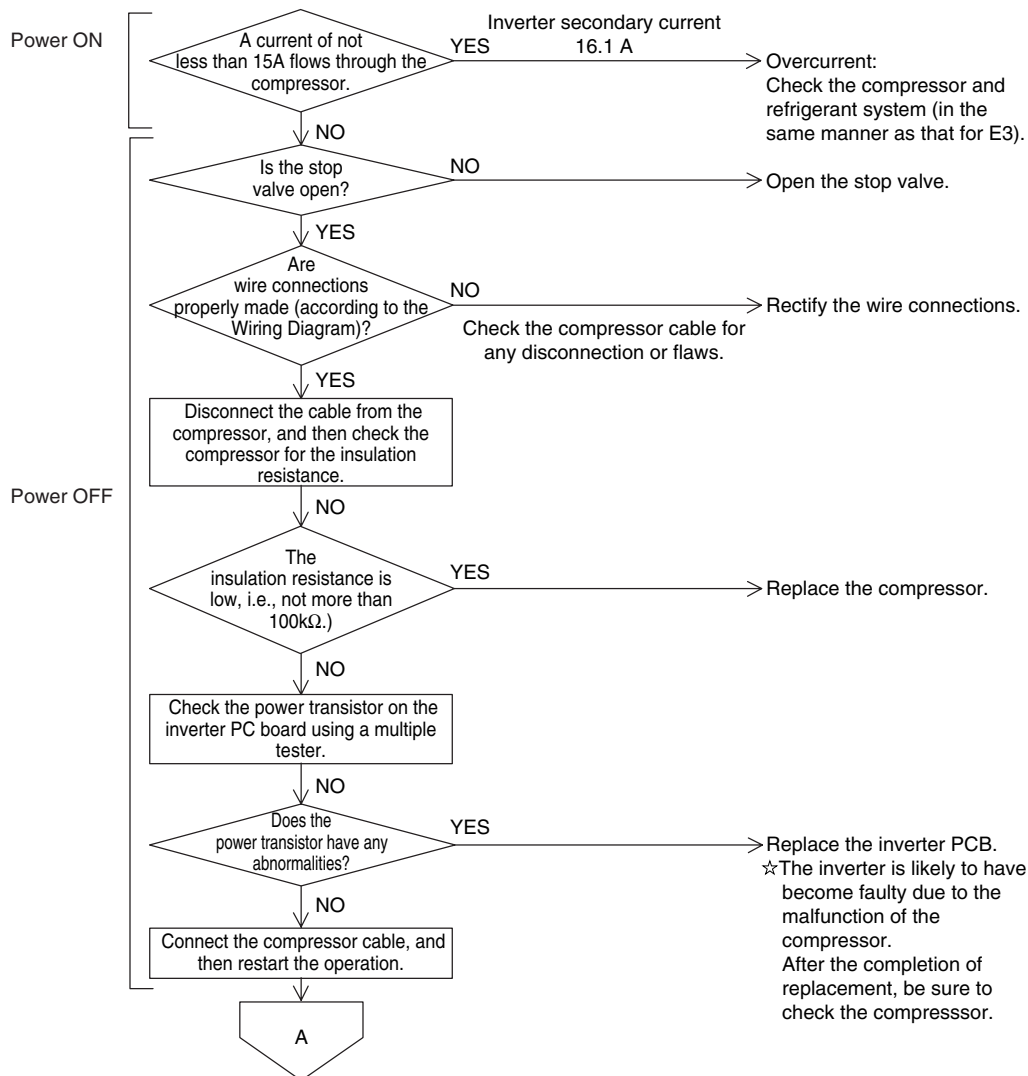 Power ON
A current of not
less than 15A flows through the
compressor.
YES
Inverter secondary current
16.1 A
Overcurrent:
Check the compressor and
refrigerant system (in the
same manner as that for E3).
NO
Power OFF
Is the stop
valve open?
NO
Open the stop valve.
YES
Are
wire connections
properly made (according to the
Wiring Diagram)?
NO
Check the compressor cable for
any disconnection or flaws.
Rectify the wire connections.
YES
Disconnect the cable from the
compressor, and then check the
compressor for the insulation
resistance.
NO
The
insulation resistance is
low, i.e., not more than
100kΩ.)
YES
Replace the compressor.
NO
Check the power transistor on the
inverter PC board using a multiple
tester.
NO
Does the
power transistor have any
abnormalities?
YES
Replace the inverter PCB.
☆The inverter is likely to have
become faulty due to the
malfunction of the
compressor.
After the completion of
replacement, be sure to
check the compresssor.
NO
Connect the compressor cable, and
then restart the operation.
A